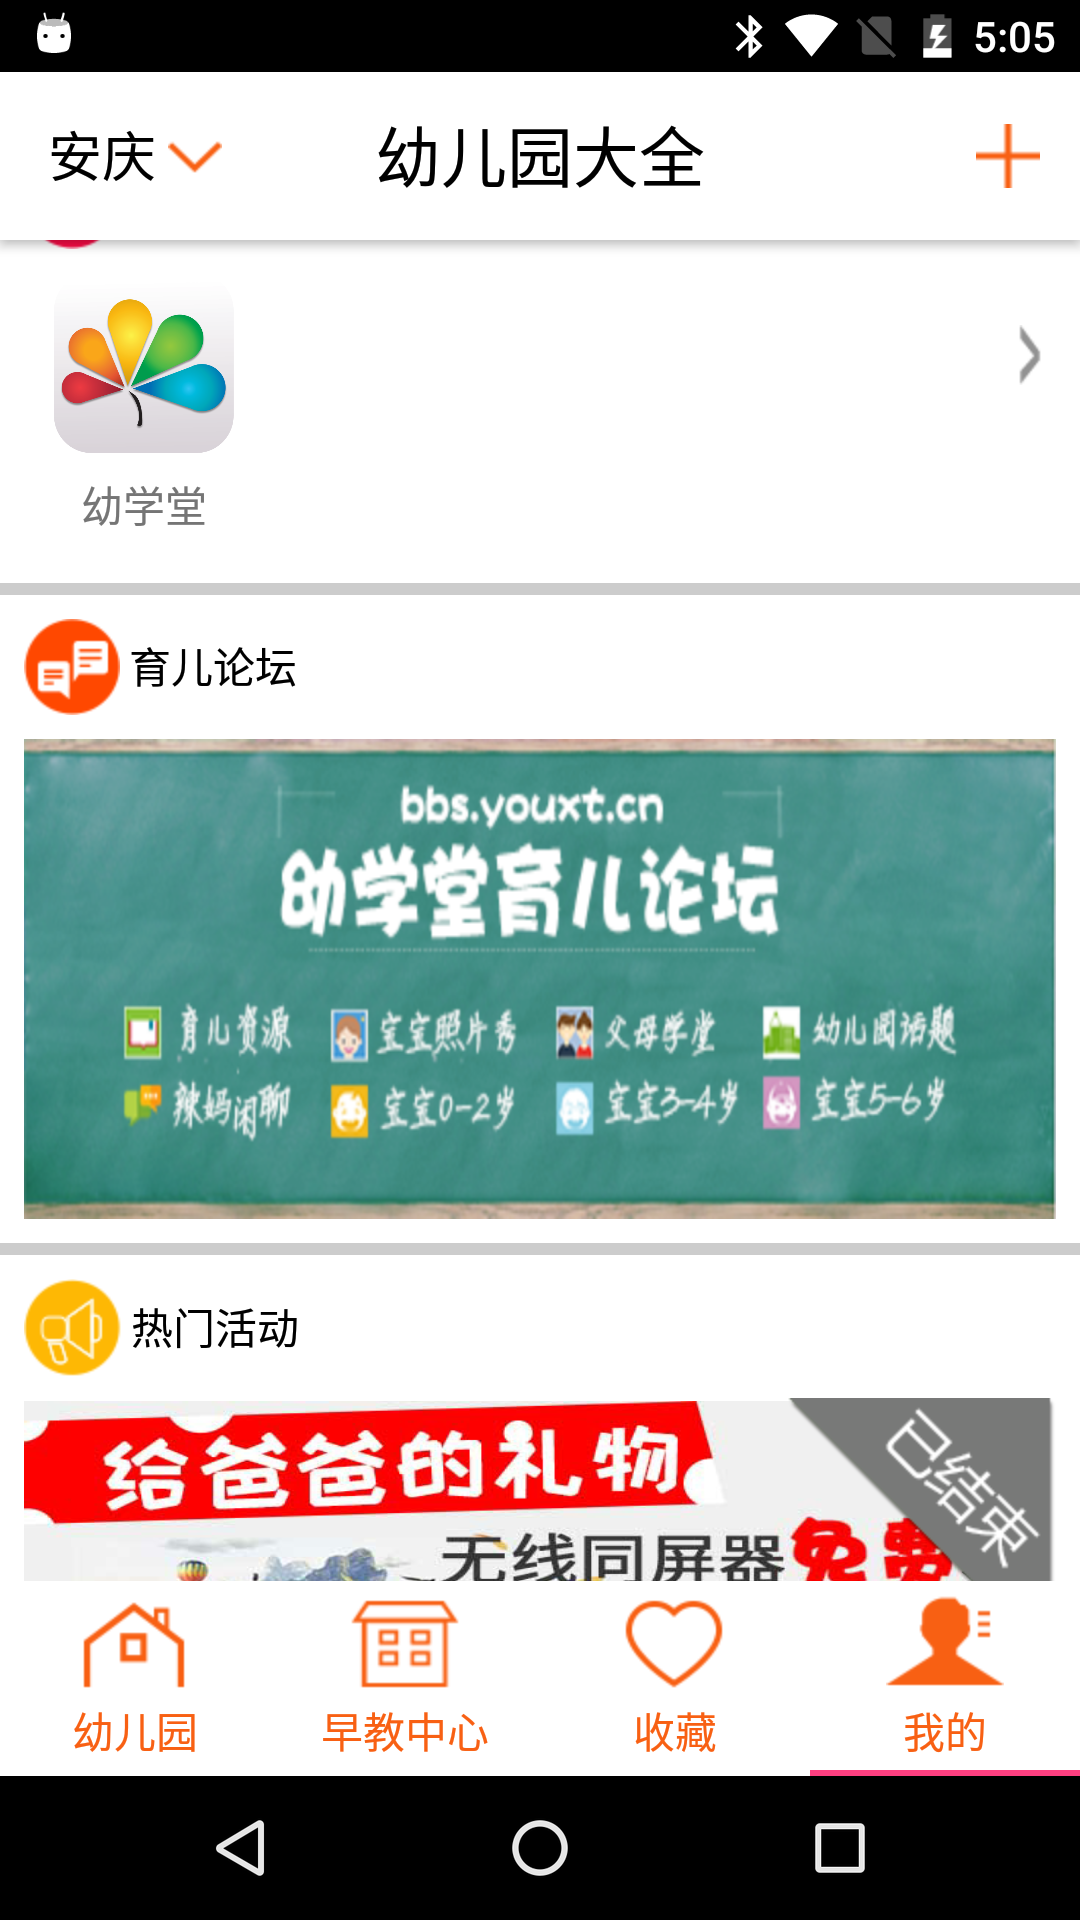 5:05
安庆
幼儿园大全
幼学堂
育儿论坛
bbs.youxt.cn
幼学堂育儿论坛
育儿资源 宝宝照片秀 父母学堂 幼儿园话题
辣妈闲聊 宝宝0-2岁 宝宝3-4岁 宝宝5-6岁
热门活动
给爸爸的礼物
已结束
无线同屏器免费
幼儿园 早教中心 收藏 我的